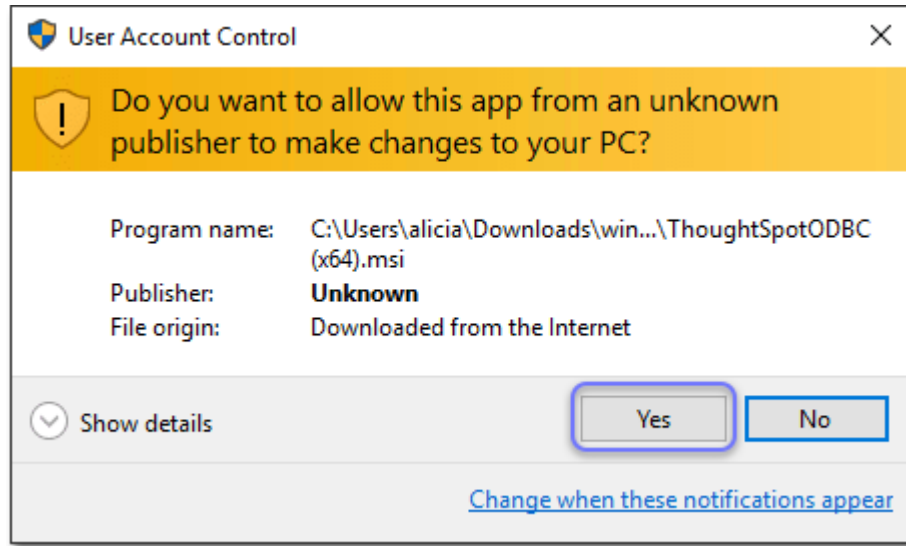 User Account Control
Do you want to allow this app from an unknown
publisher to make changes to your PC?
Program name: C:\Users\alicia\Downloads\win...\ThoughtSpotODBC
(x64).msi
Publisher: Unknown
File origin: Downloaded from the Internet
Show details Yes No
Change when these notifications appear